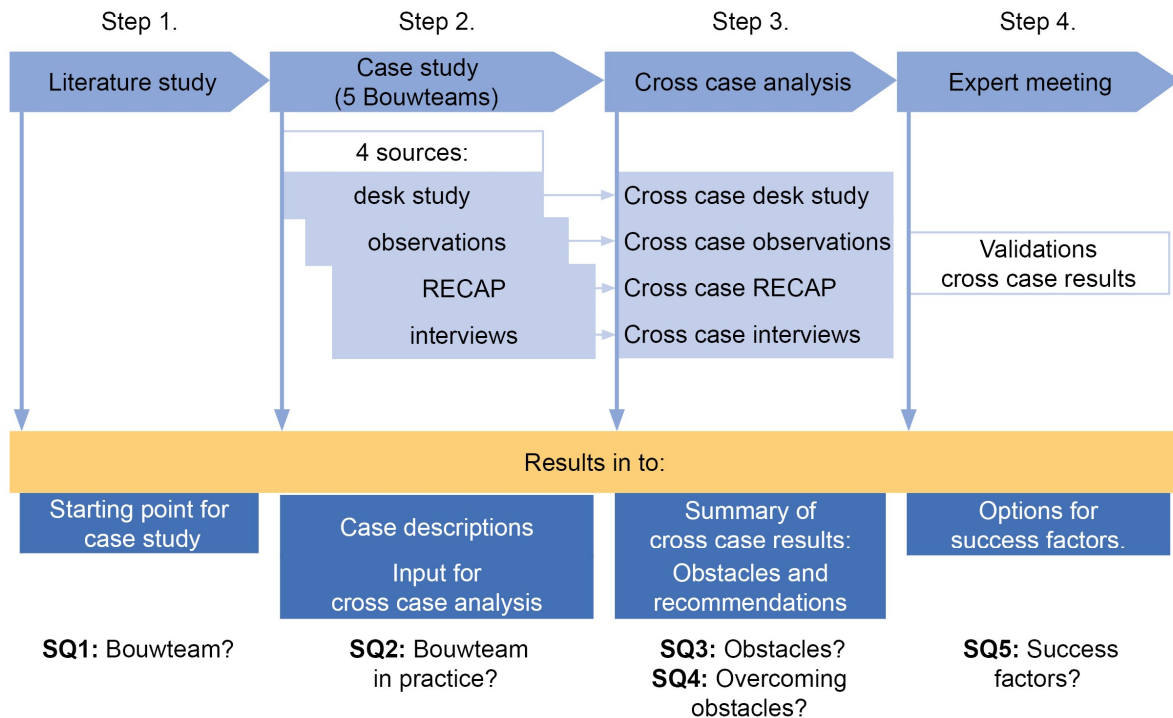 Step 1.
Step 2.
Step 3.
Step 4.
Literature study
Case study
(5 Bouwteams)
Cross case analysis
Expert meeting
4 sources:
desk study
observations
RECAP
interviews
Cross case desk study
Cross case observations
Cross case RECAP
Cross case interviews
Validations
cross case results
Results in to:
Starting point for
case study
Case descriptions
Input for
cross case analysis
Summary of
cross case results:
Obstacles and
recommendations
Options for
success factors.
SQ1: Bouwteam?
SQ2: Bouwteam
in practice?
SQ3: Obstacles?
SQ4: Overcoming
obstacles?
SQ5: Success
factors?